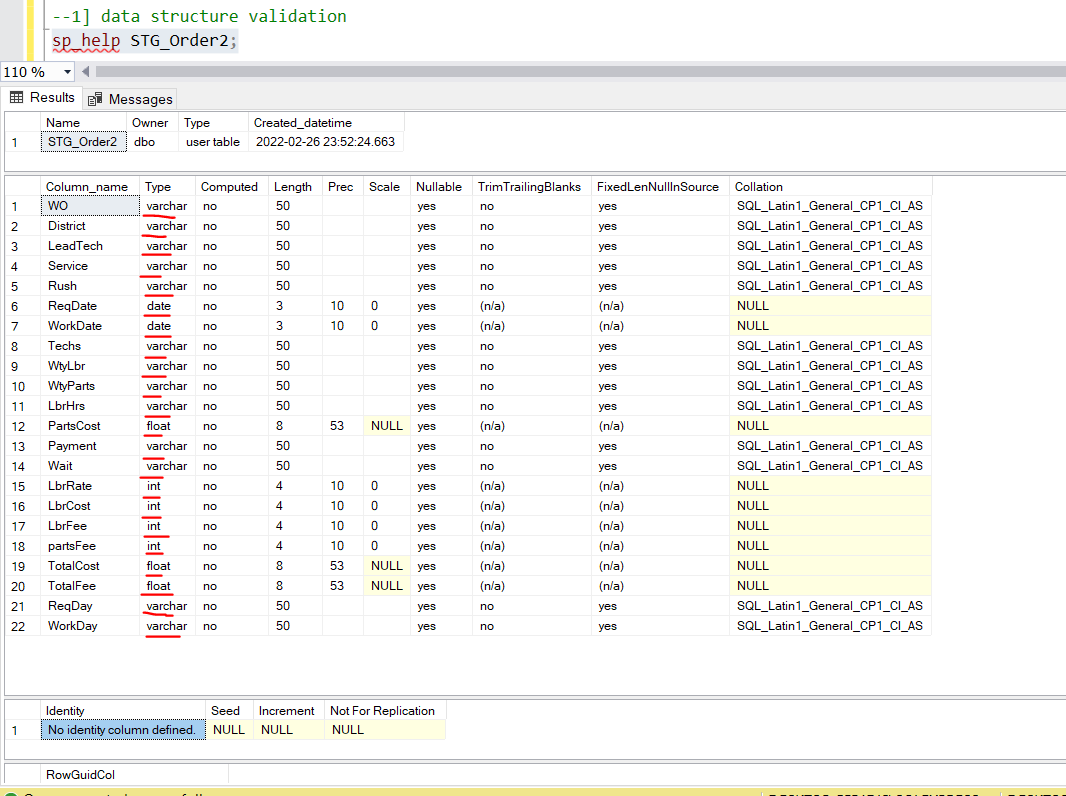 --1] data structure validation
sp_help STG_Order2;
110 %
Results Messages
Name Owner Type Created_datetime
1 STG_Order2 dbo user table 2022-02-26 23:52:24.663
Column_name Type Computed Length Prec Scale Nullable TrimTrailingBlanks FixedLenNullInSource Collation
1 WO varchar no 50 yes no yes SQL_Latin1_General_CP1_CI_AS
2 District varchar no 50 yes no yes SQL_Latin1_General_CP1_CI_AS
3 LeadTech varchar no 50 yes no yes SQL_Latin1_General_CP1_CI_AS
4 Service varchar no 50 yes no yes SQL_Latin1_General_CP1_CI_AS
5 Rush varchar no 50 yes no yes SQL_Latin1_General_CP1_CI_AS
6 ReqDate date no 3 10 0 yes (n/a) (n/a) NULL
7 WorkDate date no 3 10 0 yes (n/a) (n/a) NULL
8 Techs varchar no 50 yes no yes SQL_Latin1_General_CP1_CI_AS
9 WtyLbr varchar no 50 yes no yes SQL_Latin1_General_CP1_CI_AS
10 WtyParts varchar no 50 yes no yes SQL_Latin1_General_CP1_CI_AS
11 LbrHrs varchar no 50 yes no yes SQL_Latin1_General_CP1_CI_AS
12 PartsCost float no 8 53 NULL yes (n/a) (n/a) NULL
13 Payment varchar no 50 yes no yes SQL_Latin1_General_CP1_CI_AS
14 Wait varchar no 50 yes no yes SQL_Latin1_General_CP1_CI_AS
15 LbrRate int no 4 10 0 yes (n/a) (n/a) NULL
16 LbrCost int no 4 10 0 yes (n/a) (n/a) NULL
17 LbrFee int no 4 10 0 yes (n/a) (n/a) NULL
18 partsFee int no 4 10 0 yes (n/a) (n/a) NULL
19 TotalCost float no 8 53 NULL yes (n/a) (n/a) NULL
20 TotalFee float no 8 53 NULL yes (n/a) (n/a) NULL
21 ReqDay varchar no 50 yes no yes SQL_Latin1_General_CP1_CI_AS
22 WorkDay varchar no 50 yes no yes SQL_Latin1_General_CP1_CI_AS
Identity Seed Increment Not For Replication
1 No identity column defined. NULL NULL NULL
RowGuidCol